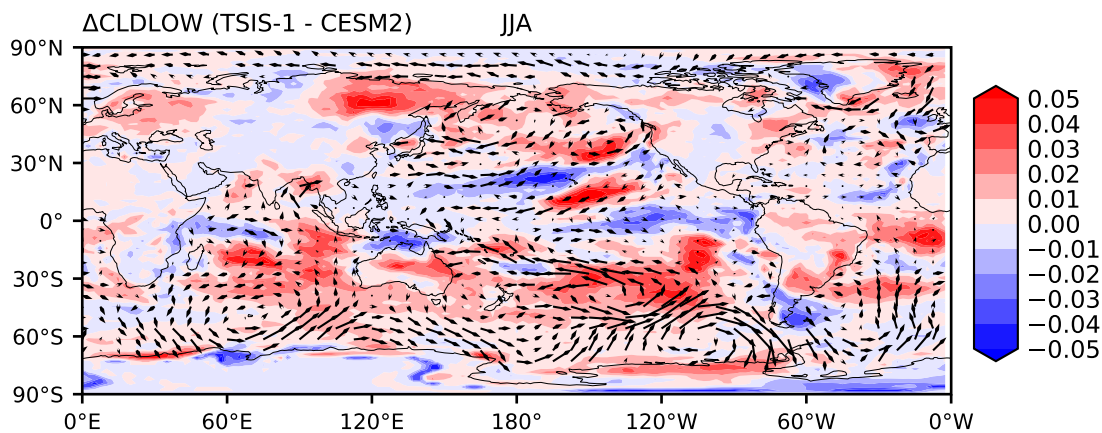 ΔCLDLOW (TSIS-1 - CESM2) JJA
90°N
60°N
30°N
0°
30°S
60°S
90°S
0°E 60°E 120°E 180° 120°W 60°W 0°W
0.05
0.04
0.03
0.02
0.01
0.00
−0.01
−0.02
−0.03
−0.04
−0.05